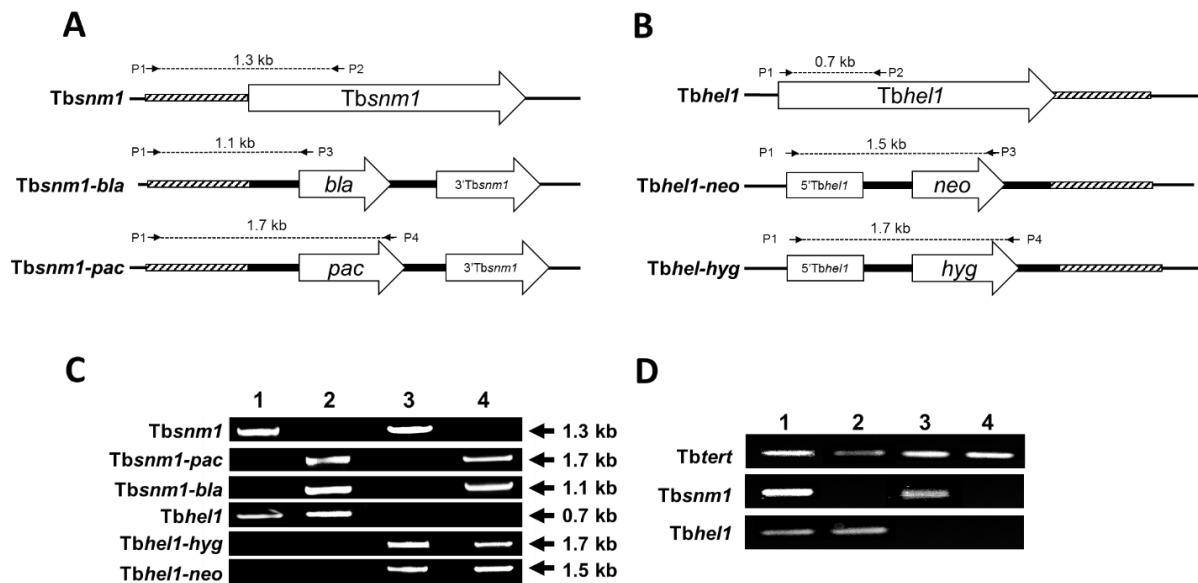 A
1.3 kb
P1 P2
Tbsnm1 Tbsnm1
1.1 kb
P1 P3
Tbsnm1-bla bla 3'Tbsnm1
1.7 kb
P1 P4
Tbsnm1-pac pac 3'Tbsnm1
B
0.7 kb
P1 P2
Tbhel1 Tbhel1
1.5 kb
P1 P3
Tbhel1-neo 5'Tbhel1 neo
1.7 kb
P1 P4
Tbhel-hyg 5'Tbhel1 hyg
C
1 2 3 4
Tbsnm1 1.3 kb
Tbsnm1-pac 1.7 kb
Tbsnm1-bla 1.1 kb
Tbhel1 0.7 kb
Tbhel1-hyg 1.7 kb
Tbhel1-neo 1.5 kb
D
1 2 3 4
Tbtert
Tbsnm1
Tbhel1